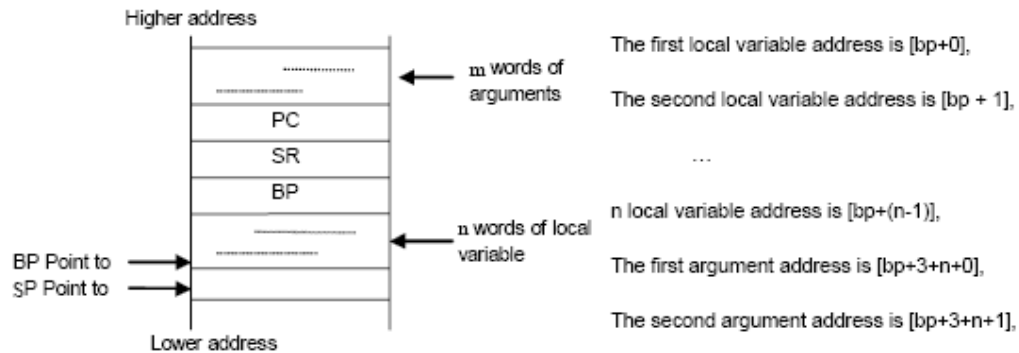 Higher address
m words of
arguments
PC
SR
BP
n words of local
variable
BP Point to
SP Point to
Lower address
The first local variable address is [bp+0],
The second local variable address is [bp + 1],
...
n local variable address is [bp+(n-1)],
The first argument address is [bp+3+n+0],
The second argument address is [bp+3+n+1],